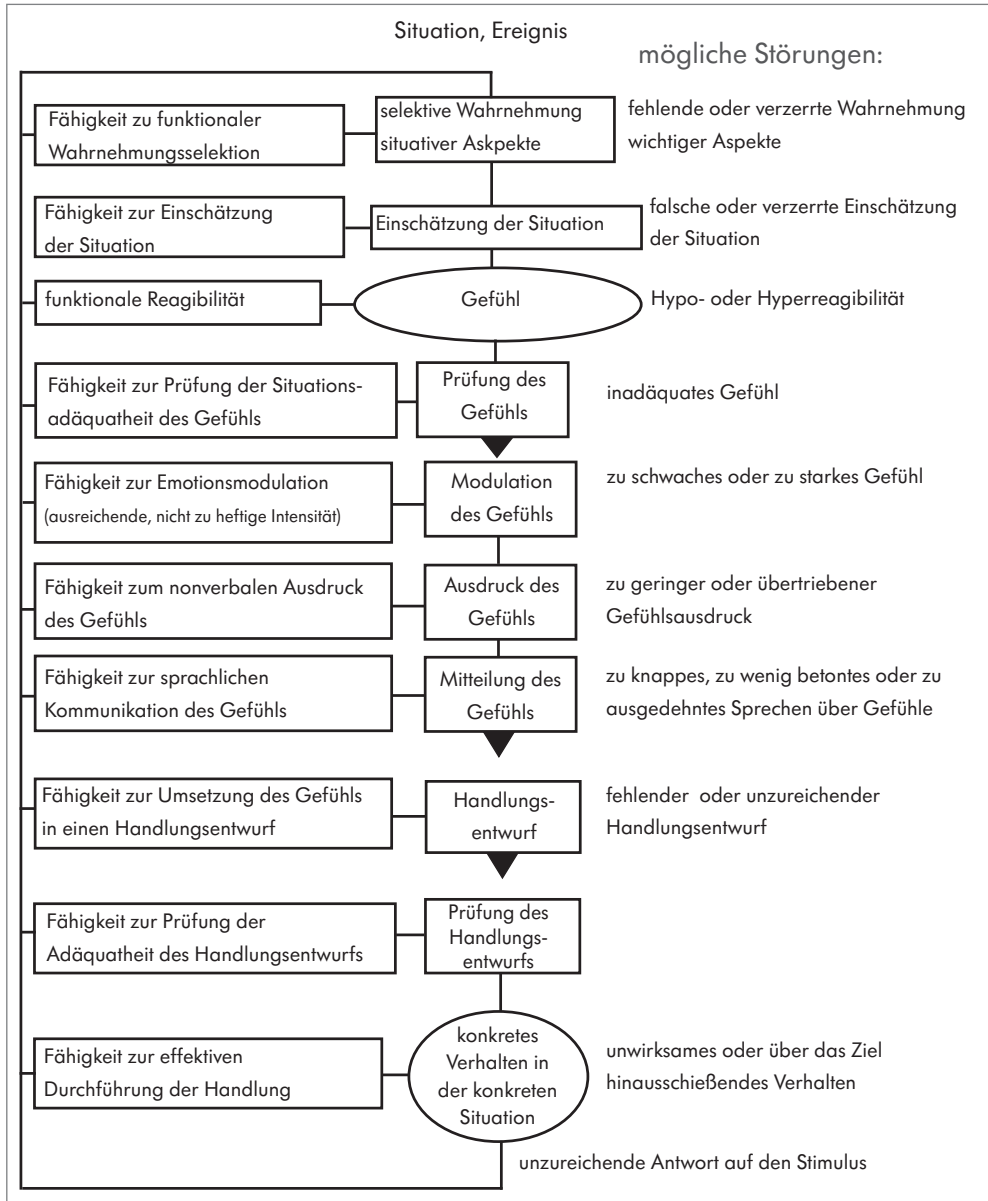 Situation, Ereignis
mögliche Störungen:
Fähigkeit zu funktionaler
Wahrnehmungsselektion
selektive Wahrnehmung
situativer Askpekte
fehlende oder verzerrte Wahrnehmung
wichtiger Aspekte
Fähigkeit zur Einschätzung
der Situation
Einschätzung der Situation
falsche oder verzerrte Einschätzung
der Situation
funktionale Reagibilität
Gefühl
Hypo- oder Hyperreagibilität
Fähigkeit zur Prüfung der Situations-
adäquatheit des Gefühls
Prüfung des
Gefühls
inadäquates Gefühl
Fähigkeit zur Emotionsmodulation
(ausreichende, nicht zu heftige Intensität)
Modulation
des Gefühls
zu schwaches oder zu starkes Gefühl
Fähigkeit zum nonverbalen Ausdruck
des Gefühls
Ausdruck des
Gefühls
zu geringer oder übertriebener
Gefühlsausdruck
Fähigkeit zur sprachlichen
Kommunikation des Gefühls
Mitteilung des
Gefühls
zu knappes, zu wenig betontes oder zu
ausgedehntes Sprechen über Gefühle
Fähigkeit zur Umsetzung des Gefühls
in einen Handlungsentwurf
Handlungs-
entwurf
fehlender oder unzureichender
Handlungsentwurf
Fähigkeit zur Prüfung der
Adäquatheit des Handlungsentwurfs
Prüfung des
Handlungs-
entwurfs
Fähigkeit zur effektiven
Durchführung der Handlung
konkretes
Verhalten in
der konkreten
Situation
unwirksames oder über das Ziel
hinausschießendes Verhalten
unzureichende Antwort auf den Stimulus